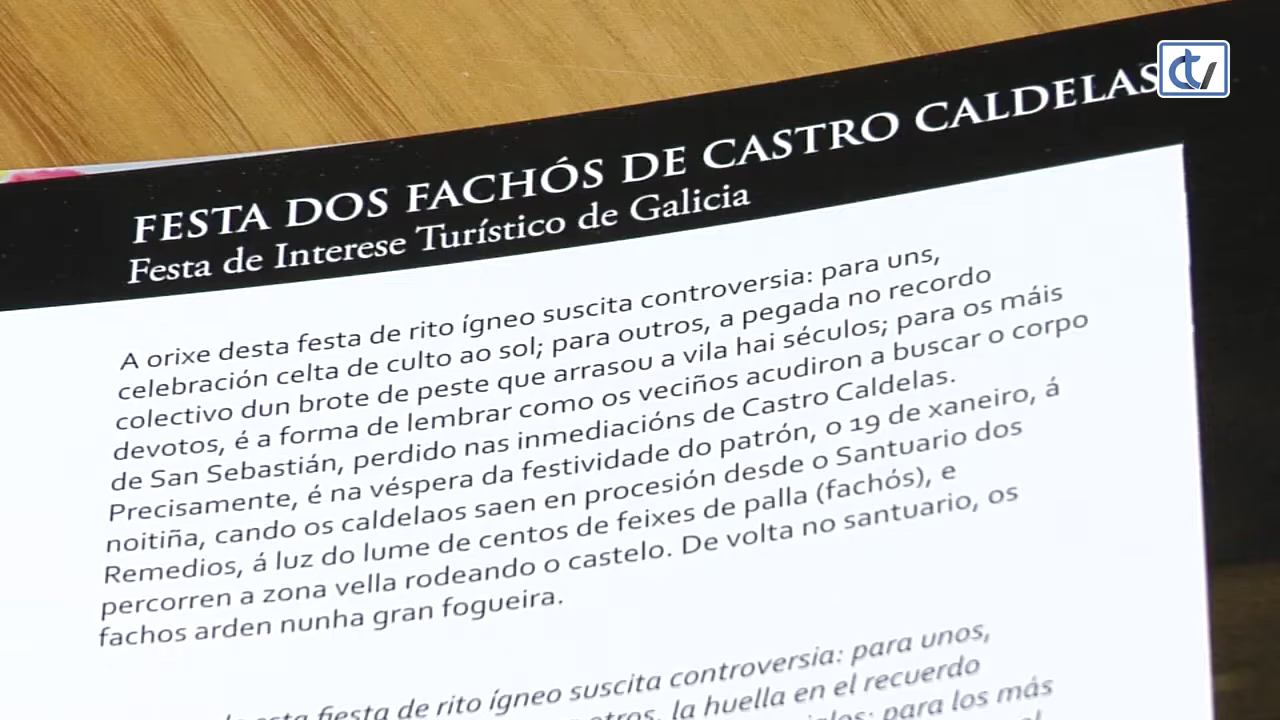 FESTA DOS FACHÓS DE CASTRO CALDELAS
Festa de Interese Turístico de Galicia
A orixe desta festa de rito ígneo suscita controversia: para uns,
celebración celta de culto ao sol; para outros, a pegada no recordo
colectivo dun brote de peste que arrasou a vila hai séculos; para os máis
devotos, é a forma de lembrar como os veciños acudiron a buscar o corpo
de San Sebastián, perdido nas inmediacións de Castro Caldelas.
Precisamente, é na véspera da festividade do patrón, o 19 de xaneiro, á
noitiña, cando os caldelaos saen en procesión desde o Santuario dos
Remedios, á luz do lume de centos de feixes de palla (fachós), e
percorren a zona vella rodeando o castelo. De volta no santuario, os
fachos arden nunha gran fogueira.
esta fiesta de rito ígneo suscita controversia: para unos,
otros, la huella en el recuerdo
para los más